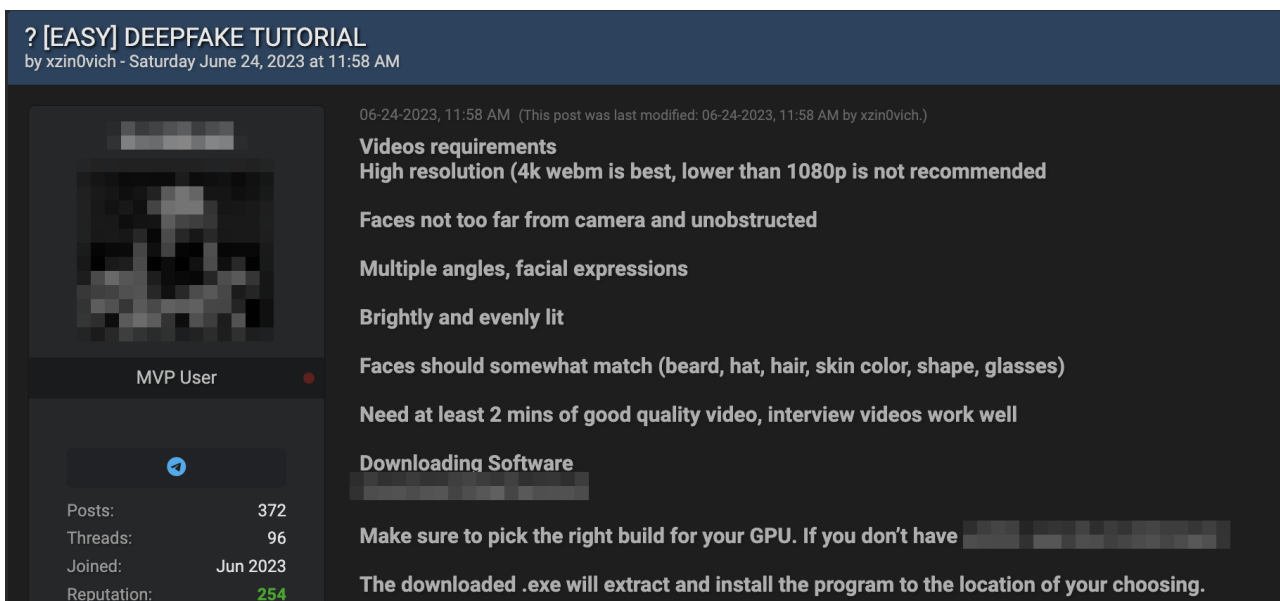 ? [EASY] DEEPFAKE TUTORIAL
by xzin0vich - Saturday June 24, 2023 at 11:58 AM
06-24-2023, 11:58 AM (This post was last modified: 06-24-2023, 11:58 AM by xzin0vich.)
Videos requirements
High resolution (4k webm is best, lower than 1080p is not recommended
Faces not too far from camera and unobstructed
Multiple angles, facial expressions
Brightly and evenly lit
Faces should somewhat match (beard, hat, hair, skin color, shape, glasses)
Need at least 2 mins of good quality video, interview videos work well
Downloading Software
Make sure to pick the right build for your GPU. If you don’t have
The downloaded .exe will extract and install the program to the location of your choosing.
MVP User
Posts: 372
Threads: 96
Joined: Jun 2023
Reputation: 254